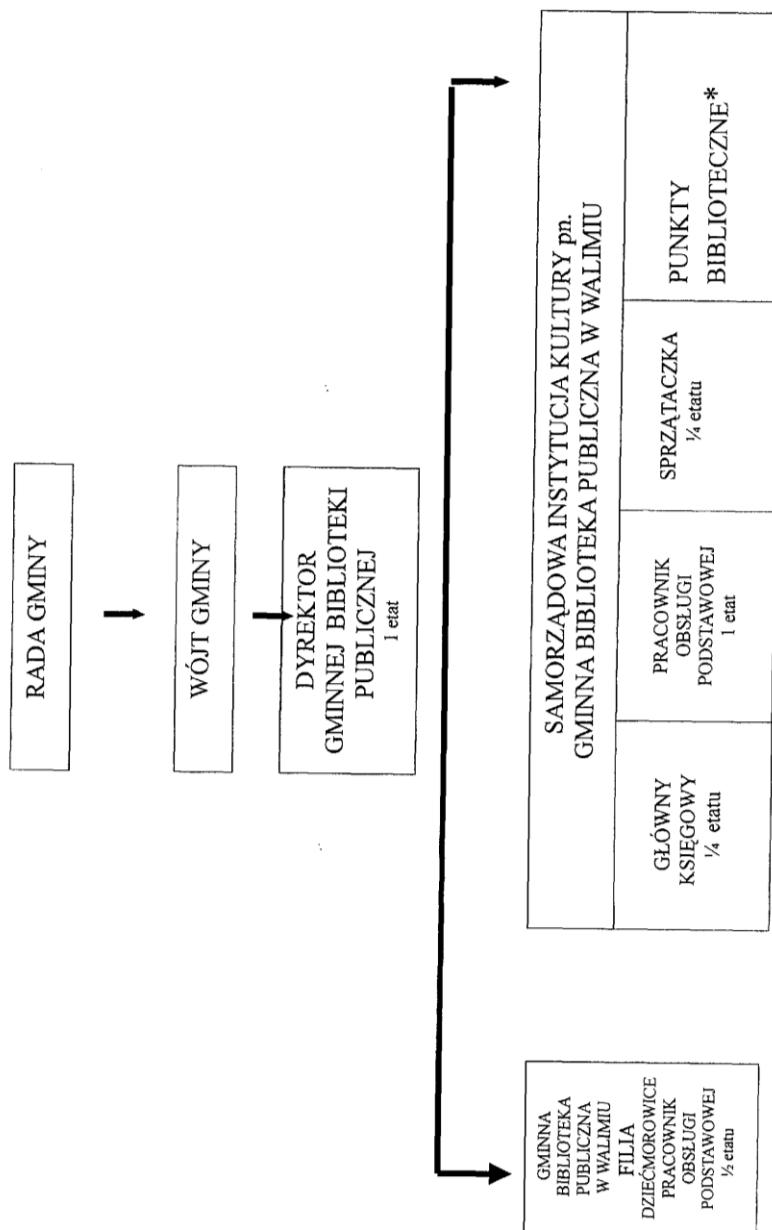 RADA GMINY
WÓJT GMINY
DYREKTOR
GMINNEJ BIBLIOTEKI
PUBLICZNEJ
1 etat
GMINNA
BIBLIOTEKA
PUBLICZNA
W WALIMIU
FILIA
DZIEĆMOROWICE
PRACOWNIK
OBSŁUGI
PODSTAWOWEJ
½ etatu
SAMORZĄDOWA INSTYTUCJA KULTURY pn.
GMINNA BIBLIOTEKA PUBLICZNA W WALIMIU
GŁÓWNY
KSIĘGOWY
¼ etatu
PRACOWNIK
OBSŁUGI
PODSTAWOWEJ
1 etat
SPRZĄTACZKA
¼ etatu
PUNKTY
BIBLIOTECZNE*